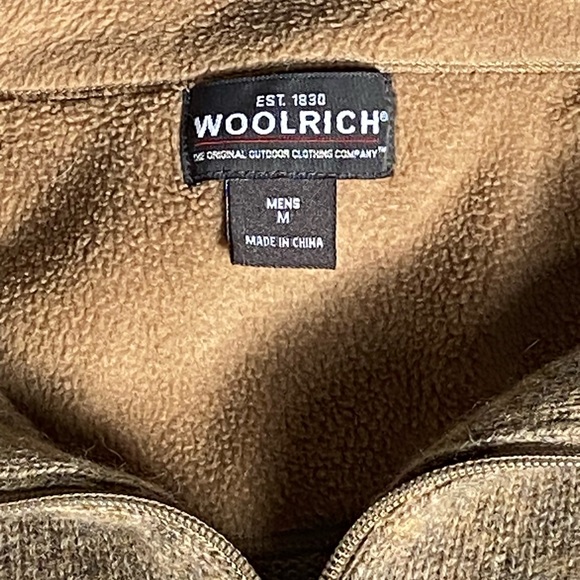 EST. 1830
WOOLRICH®
THE ORIGINAL OUTDOOR CLOTHING COMPANY™
MENS
M
MADE IN CHINA